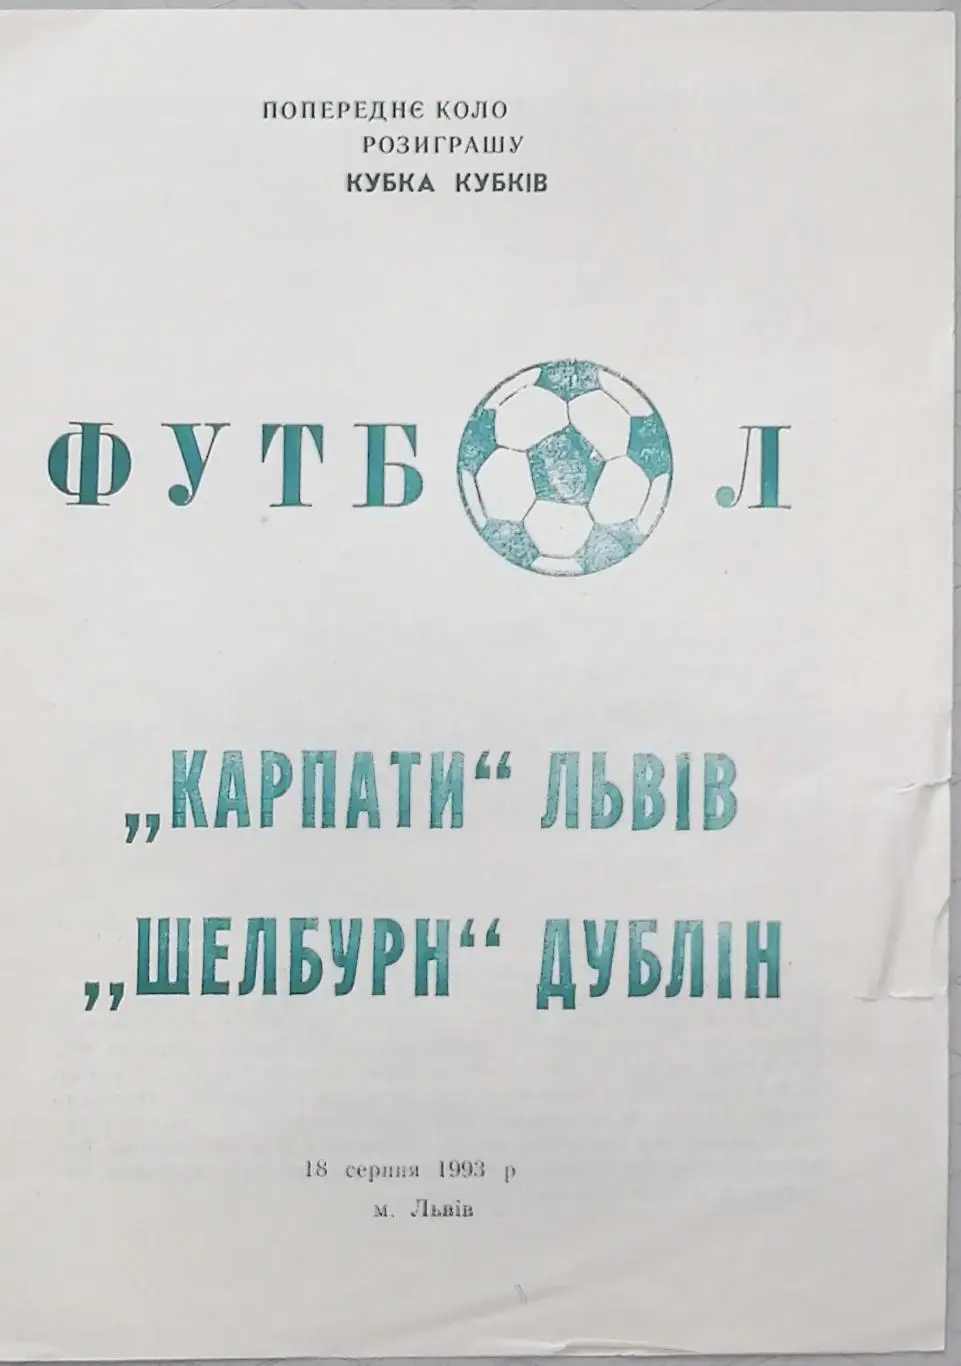 ПОПЕРЕДНЄ КОЛО
РОЗИГРАШУ
КУБКА КУБКІВ
ФУТБ Л
„КАРПАТИ“ ЛЬВІВ
„ШЕЛБУРН“ ДУБЛІН
18 серпня 1993 р
м. Львів